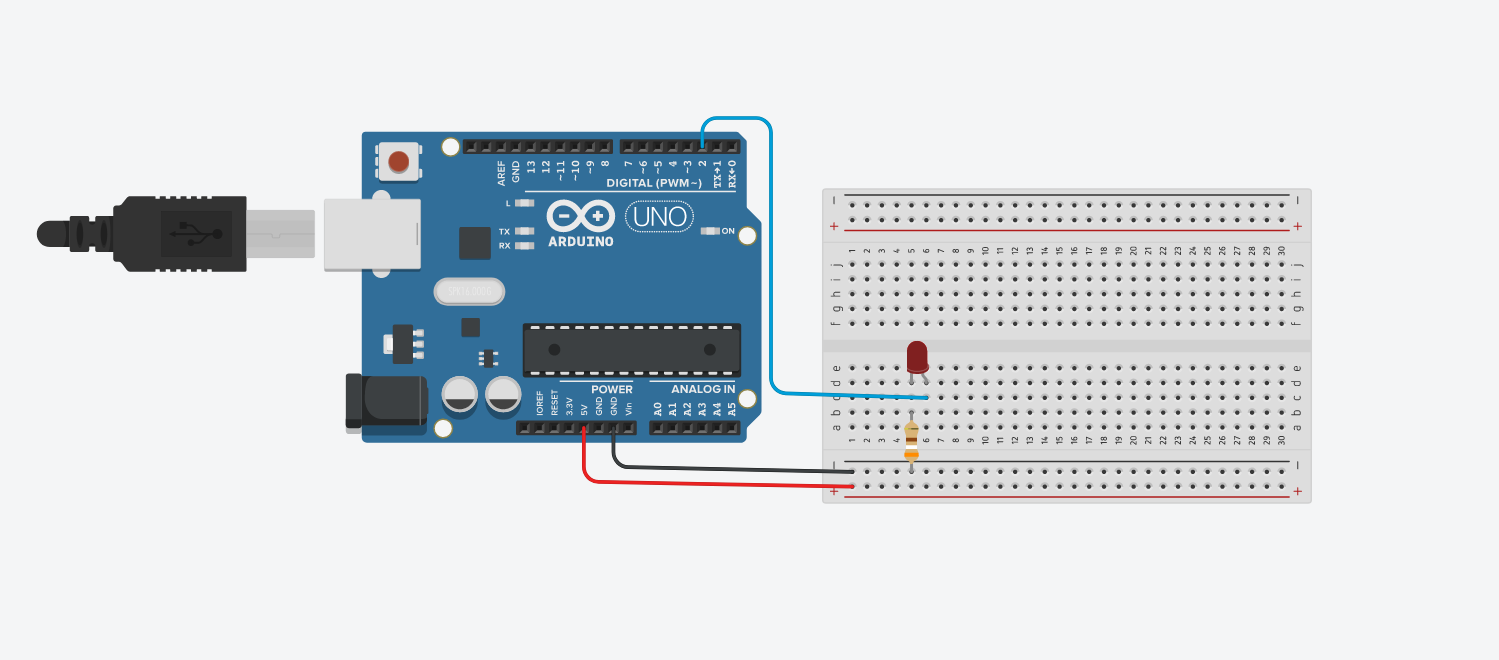 AREF
GND
13
12
~11
~10
~9
8
7
~6
~5
4
~3
2
TX→1
RX←0
DIGITAL (PWM~)
L
TX
RX
ARDUINO
UNO
ON
POWER
ANALOG IN
IOREF
RESET
3.3V
5V
GND
GND
Vin
A0
A1
A2
A3
A4
A5
− −
+ +
1 2 3 4 5 6 7 8 9 10 11 12 13 14 15 16 17 18 19 20 21 22 23 24 25 26 27 28 29 30
j j
i i
h h
g g
f f
e e
d d
c c
b b
a a
1 2 3 4 5 6 7 8 9 10 11 12 13 14 15 16 17 18 19 20 21 22 23 24 25 26 27 28 29 30
− −
+ +